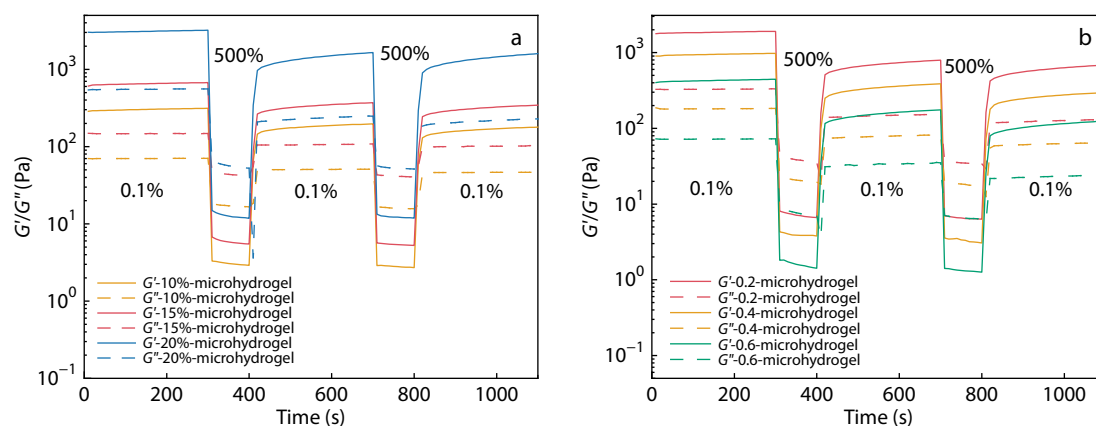 a
500%
500%
0.1%
0.1%
0.1%
G′/G″ (Pa)
10³
10²
10¹
10⁰
10⁻¹
G′-10%-microhydrogel
G″-10%-microhydrogel
G′-15%-microhydrogel
G″-15%-microhydrogel
G′-20%-microhydrogel
G″-20%-microhydrogel
0 200 400 600 800 1000
Time (s)
b
500%
500%
0.1%
0.1%
0.1%
G′/G″ (Pa)
10³
10²
10¹
10⁰
10⁻¹
G′-0.2-microhydrogel
G″-0.2-microhydrogel
G′-0.4-microhydrogel
G″-0.4-microhydrogel
G′-0.6-microhydrogel
G″-0.6-microhydrogel
0 200 400 600 800 1000
Time (s)